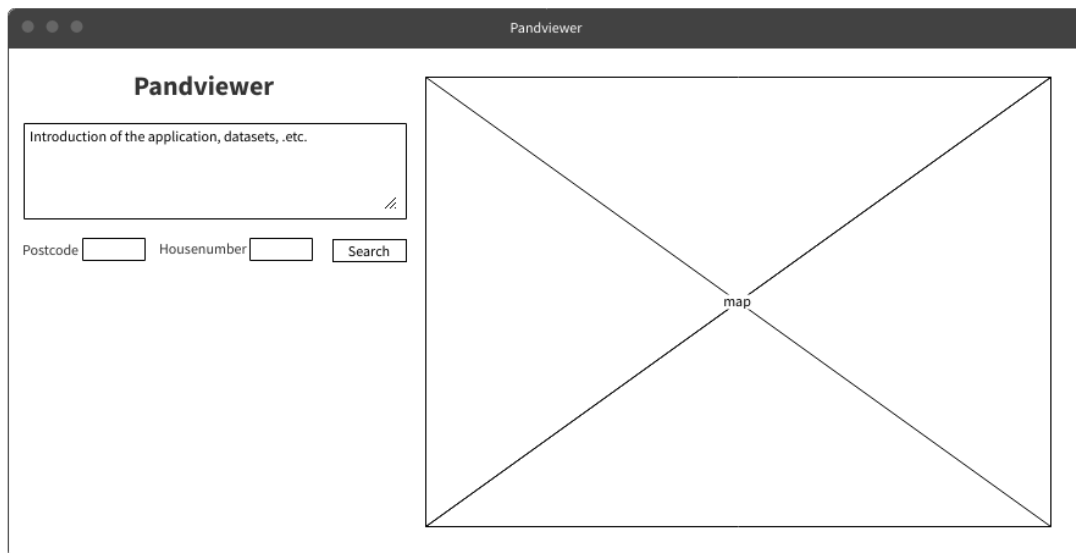 Pandviewer
Pandviewer
Introduction of the application, datasets, .etc.
Postcode Housenumber Search
map